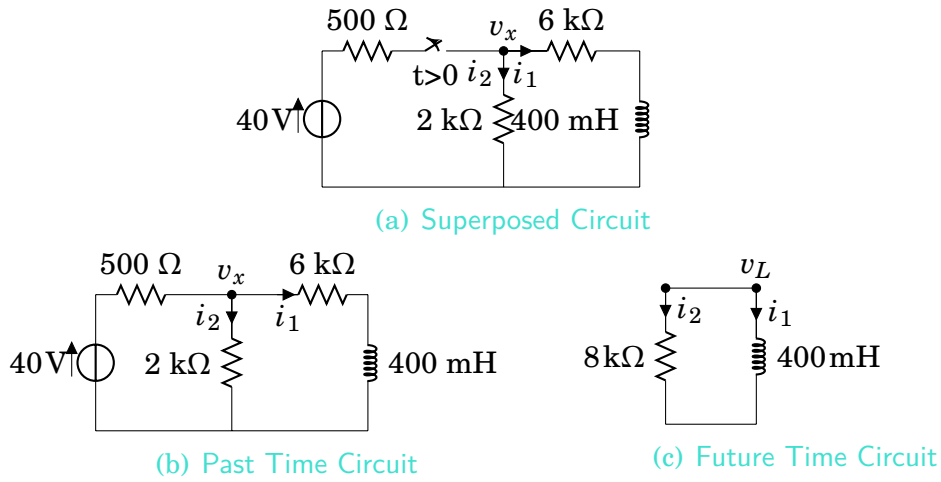 500 Ω v_x 6 kΩ
t>0 i_2 i_1
40V 2 kΩ 400 mH
(a) Superposed Circuit
500 Ω v_x 6 kΩ
i_2 i_1
40V 2 kΩ 400 mH
(b) Past Time Circuit
v_L
i_2 i_1
8kΩ 400mH
(c) Future Time Circuit